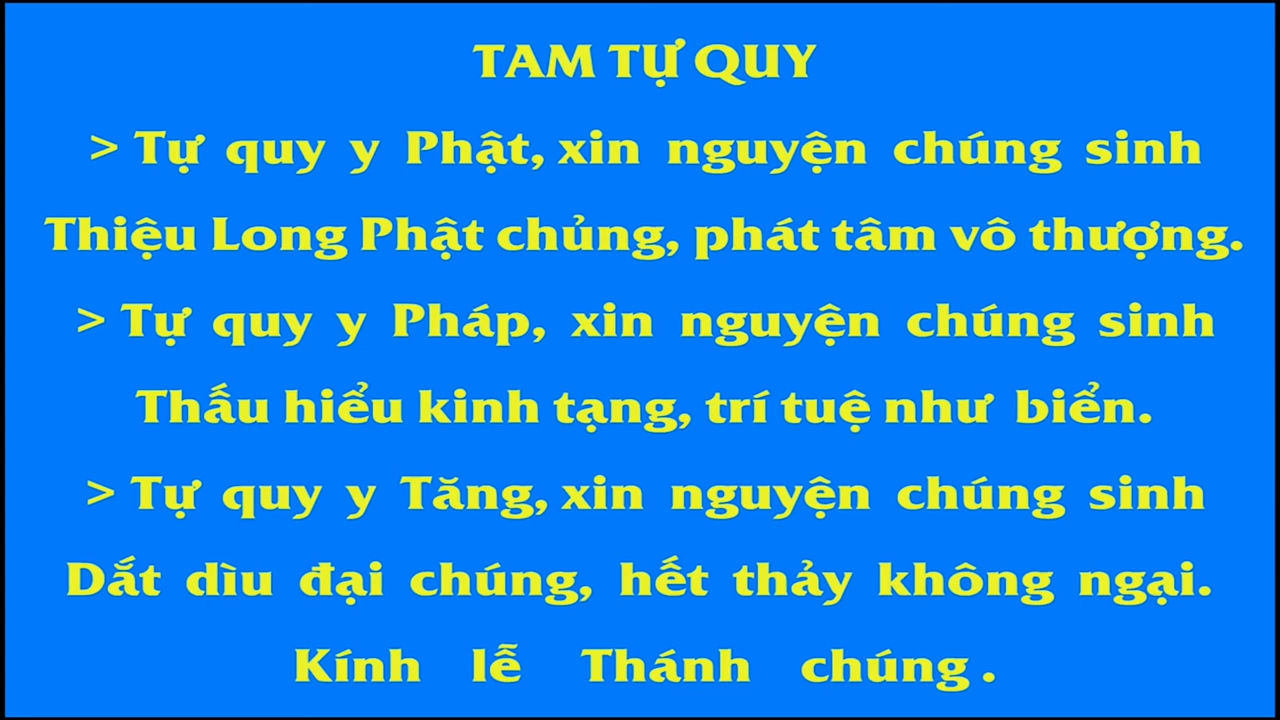 TAM TỰ QUY
> Tự quy y Phật, xin nguyện chúng sinh
Thiệu Long Phật chủng, phát tâm vô thượng.
> Tự quy y Pháp, xin nguyện chúng sinh
Thấu hiểu kinh tạng, trí tuệ như biển.
> Tự quy y Tăng, xin nguyện chúng sinh
Dắt dìu đại chúng, hết thảy không ngại.
Kính lễ Thánh chúng .